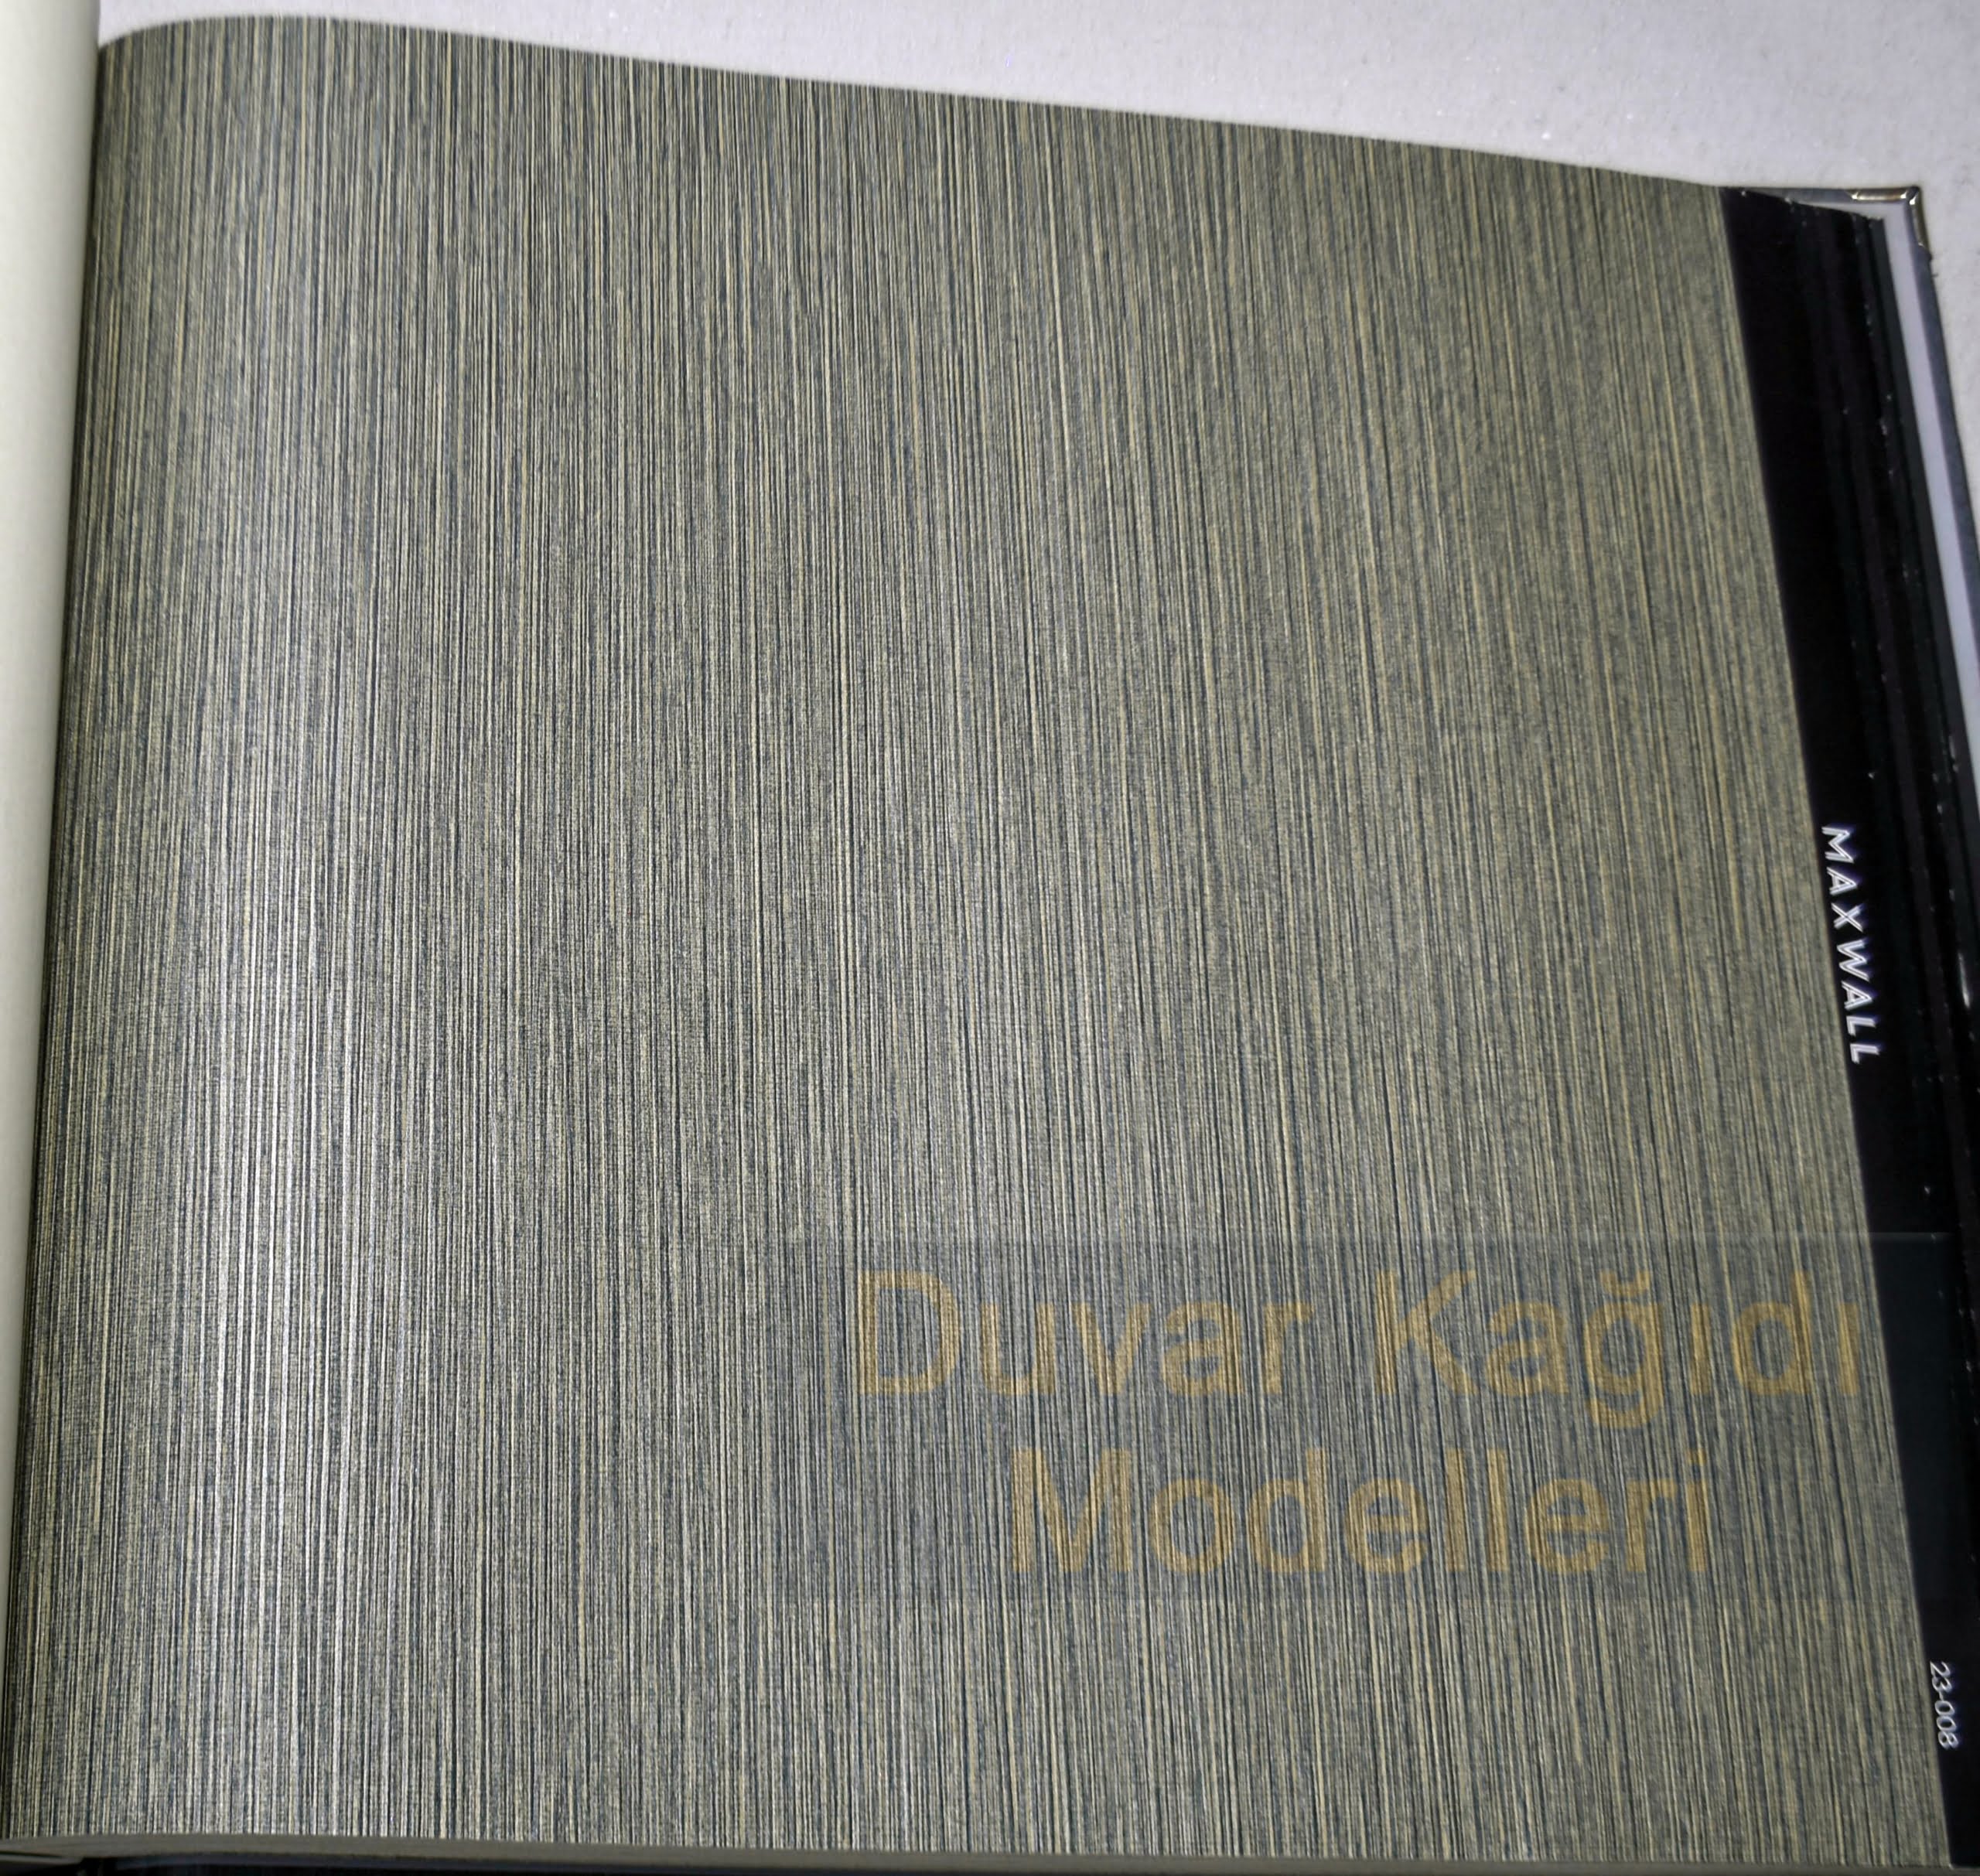 MAXWALL
Duvar Kağıdı
Modelleri
23-008